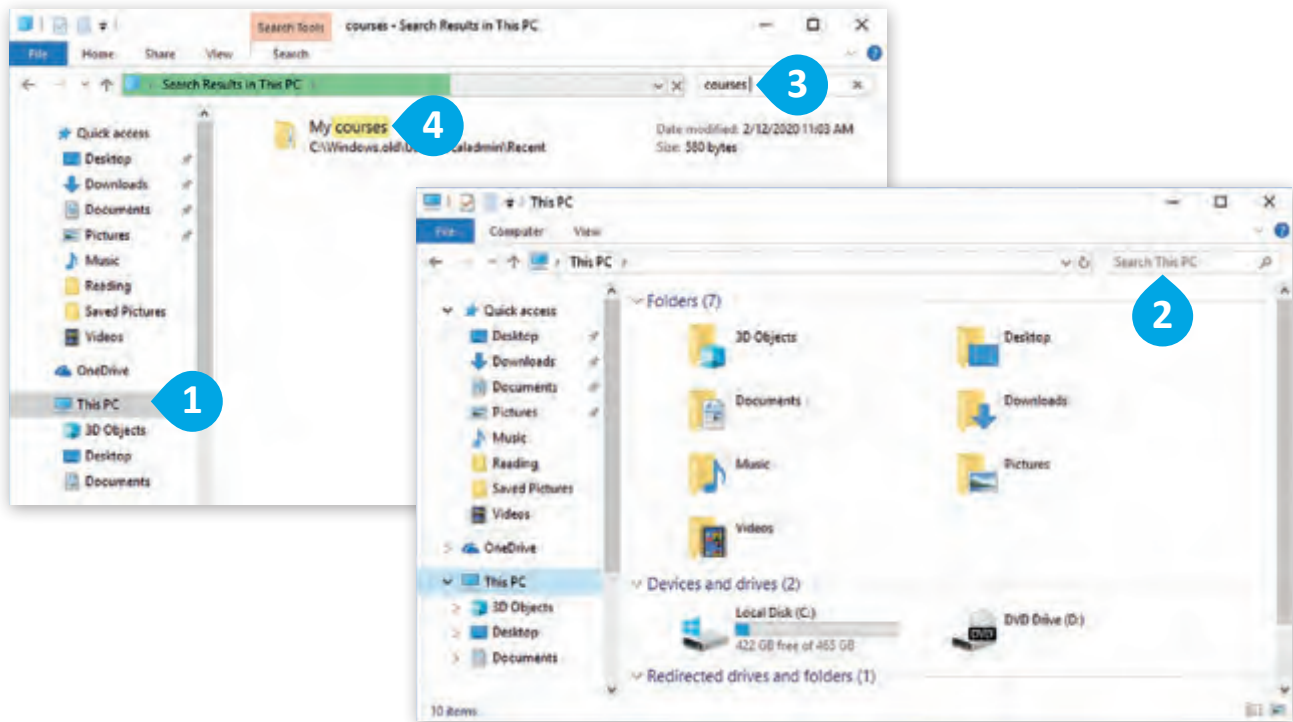 Search Tools
courses - Search Results in This PC
File
Home
Share
View
Search
Search Results in This PC
courses
3
Quick access
Desktop
Downloads
Documents
Pictures
Music
Reading
Saved Pictures
Videos
OneDrive
This PC
1
3D Objects
Desktop
Documents
My courses
4
C:\Windows.old\ caladmin\Recent
Date modified: 2/12/2020 11:03 AM
Size: 580 bytes
This PC
File
Computer
View
This PC
Search This PC
2
Quick access
Desktop
Downloads
Documents
Pictures
Music
Reading
Saved Pictures
Videos
OneDrive
This PC
3D Objects
Desktop
Documents
Folders (7)
3D Objects
Desktop
Documents
Downloads
Music
Pictures
Videos
Devices and drives (2)
Local Disk (C:)
422 GB free of 465 GB
DVD
DVD Drive (D:)
Redirected drives and folders (1)
10 items